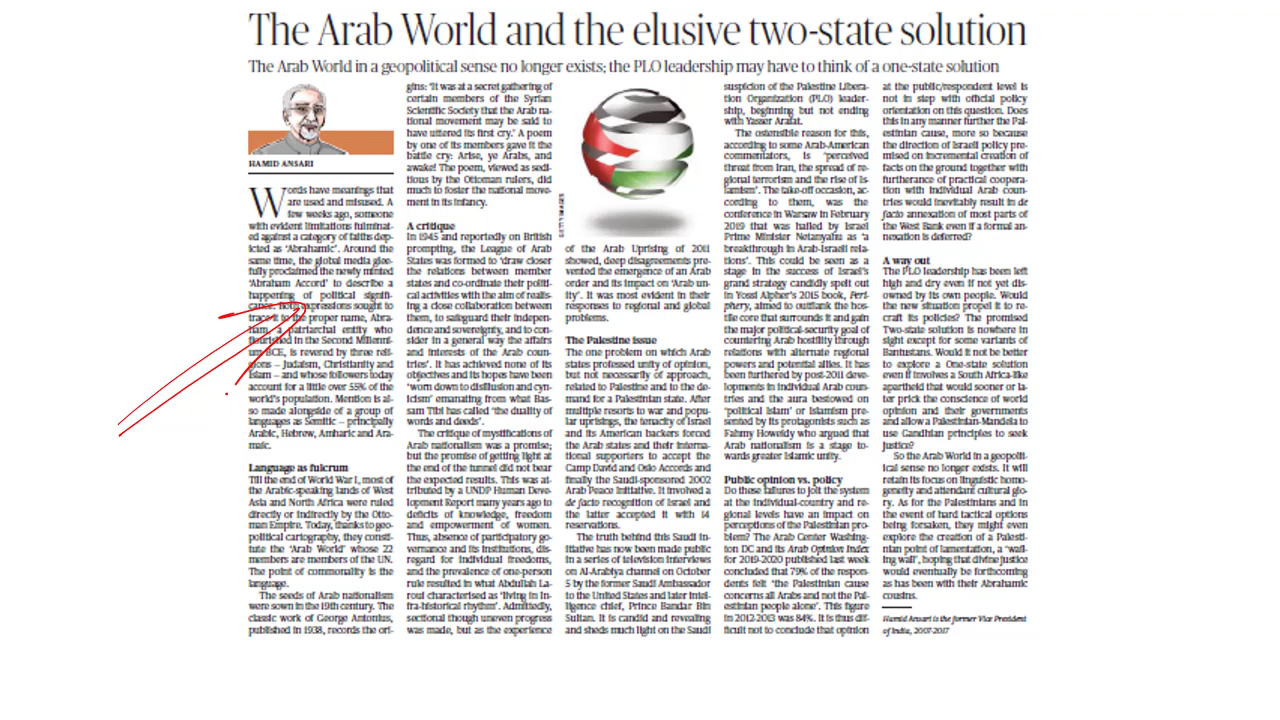 The Arab World and the elusive two-state solution
The Arab World in a geopolitical sense no longer exists; the PLO leadership may have to think of a one-state solution
HAMID ANSARI
Words have meanings that
are used and misused. A
few weeks ago, someone
with evident limitations fulminat-
ed against a category of faiths dep-
icted as 'Abrahamic'. Around the
same time, the global media glee-
fully proclaimed the newly minted
'Abraham Accord' to describe a
happening of political signifi-
cance. Both expressions sought to
trace it to the proper name, Abra-
ham, a patriarchal entity who
flourished in the Second Millenni-
um BCE, is revered by three reli-
gions – Judaism, Christianity and
Islam – and whose followers today
account for a little over 55% of the
world's population. Mention is al-
so made alongside of a group of
languages as Semitic – principally
Arabic, Hebrew, Amharic and Ara-
maic.
Language as fulcrum
Till the end of World War I, most of
the Arabic-speaking lands of West
Asia and North Africa were ruled
directly or indirectly by the Otto-
man Empire. Today, thanks to geo-
political cartography, they consti-
tute the 'Arab World' whose 22
members are members of the UN.
The point of commonality is the
language.
The seeds of Arab nationalism
were sown in the 19th century. The
classic work of George Antonius,
published in 1938, records the ori-
gins: 'It was at a secret gathering of
certain members of the Syrian
Scientific Society that the Arab na-
tional movement may be said to
have uttered its first cry.' A poem
by one of its members gave it the
battle cry: Arise, ye Arabs, and
awake! The poem, viewed as sedi-
tious by the Ottoman rulers, did
much to foster the national move-
ment in its infancy.
A critique
In 1945 and reportedly on British
prompting, the League of Arab
States was formed to 'draw closer
the relations between member
states and co-ordinate their politi-
cal activities with the aim of realis-
ing a close collaboration between
them, to safeguard their indepen-
dence and sovereignty, and to con-
sider in a general way the affairs
and interests of the Arab coun-
tries'. It has achieved none of its
objectives and its hopes have been
'worn down to disillusion and cyn-
icism' emanating from what Bas-
sam Tibi has called 'the duality of
words and deeds'.
The critique of mystifications of
Arab nationalism was a promise;
but the promise of getting light at
the end of the tunnel did not bear
the expected results. This was at-
tributed by a UNDP Human Deve-
lopment Report many years ago to
deficits of knowledge, freedom
and empowerment of women.
Thus, absence of participatory go-
vernance and its institutions, dis-
regard for individual freedoms,
and the prevalence of one-person
rule resulted in what Abdullah La-
roui characterised as 'living in in-
fra-historical rhythm'. Admittedly,
sectional though uneven progress
was made, but as the experience
GETTY IMAGES
of the Arab Uprising of 2011
showed, deep disagreements pre-
vented the emergence of an Arab
order and its impact on 'Arab un-
ity'. It was most evident in their
responses to regional and global
problems.
The Palestine issue
The one problem on which Arab
states professed unity of opinion,
but not necessarily of approach,
related to Palestine and to the de-
mand for a Palestinian state. After
multiple resorts to war and popu-
lar uprisings, the tenacity of Israel
and its American backers forced
the Arab states and their interna-
tional supporters to accept the
Camp David and Oslo Accords and
finally the Saudi-sponsored 2002
Arab Peace Initiative. It involved a
de facto recognition of Israel and
the latter accepted it with 14
reservations.
The truth behind this Saudi in-
itiative has now been made public
in a series of television interviews
on Al-Arabiya channel on October
5 by the former Saudi Ambassador
to the United States and later intel-
ligence chief, Prince Bandar Bin
Sultan. It is candid and revealing
and sheds much light on the Saudi
suspicion of the Palestine Libera-
tion Organization (PLO) leader-
ship, beginning but not ending
with Yasser Arafat.
The ostensible reason for this,
according to some Arab-American
commentators, is 'perceived
threat from Iran, the spread of re-
gional terrorism and the rise of Is-
lamism'. The take-off occasion, ac-
cording to them, was the
conference in Warsaw in February
2019 that was hailed by Israel
Prime Minister Netanyahu as 'a
breakthrough in Arab-Israeli rela-
tions'. This could be seen as a
stage in the success of Israel's
grand strategy candidly spelt out
in Yossi Alpher's 2015 book, Peri-
phery, aimed to outflank the hos-
tile core that surrounds it and gain
the major political-security goal of
countering Arab hostility through
relations with alternate regional
powers and potential allies. It has
been furthered by post-2011 deve-
lopments in individual Arab coun-
tries and the aura bestowed on
'political Islam' or Islamism pre-
sented by its protagonists such as
Fahmy Howeidy who argued that
Arab nationalism is a stage to-
wards greater Islamic unity.
Public opinion vs. policy
Do these failures to jolt the system
at the individual-country and re-
gional levels have an impact on
perceptions of the Palestinian pro-
blem? The Arab Center Washing-
ton DC and its Arab Opinion Index
for 2019-2020 published last week
concluded that 79% of the respon-
dents felt 'the Palestinian cause
concerns all Arabs and not the Pa-
lestinian people alone'. This figure
in 2012-2013 was 84%. It is thus dif-
ficult not to conclude that opinion
at the public/respondent level is
not in step with official policy
orientation on this question. Does
this in any manner further the Pal-
estinian cause, more so because
the direction of Israeli policy pre-
mised on incremental creation of
facts on the ground together with
furtherance of practical coopera-
tion with individual Arab coun-
tries would inevitably result in de
facto annexation of most parts of
the West Bank even if a formal an-
nexation is deferred?
A way out
The PLO leadership has been left
high and dry even if not yet dis-
owned by its own people. Would
the new situation propel it to re-
craft its policies? The promised
Two-state solution is nowhere in
sight except for some variants of
Bantustans. Would it not be better
to explore a One-state solution
even if it involves a South Africa-like
apartheid that would sooner or la-
ter prick the conscience of world
opinion and their governments
and allow a Palestinian-Mandela to
use Gandhian principles to seek
justice?
So the Arab World in a geopolit-
ical sense no longer exists. It will
retain its focus on linguistic homo-
geneity and attendant cultural glo-
ry. As for the Palestinians and in
the event of hard tactical options
being forsaken, they might even
explore the creation of a Palesti-
nian point of lamentation, a 'wail-
ing wall', hoping that divine justice
would eventually be forthcoming
as has been with their Abrahamic
cousins.
Hamid Ansari is the former Vice President
of India, 2007-2017